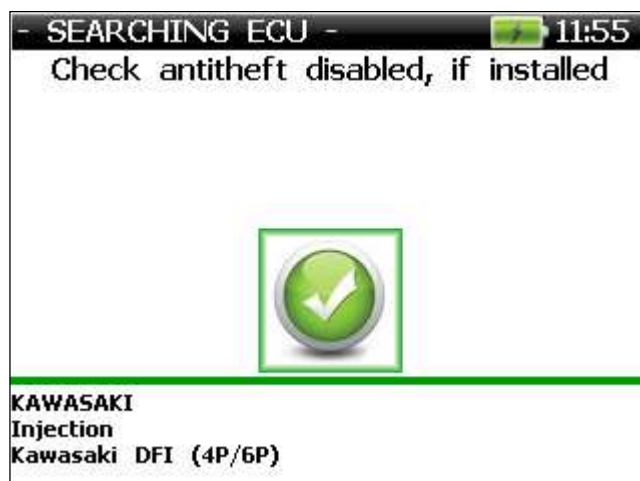 - SEARCHING ECU - 11:55
Check antitheft disabled, if installed
KAWASAKI
Injection
Kawasaki DFI (4P/6P)